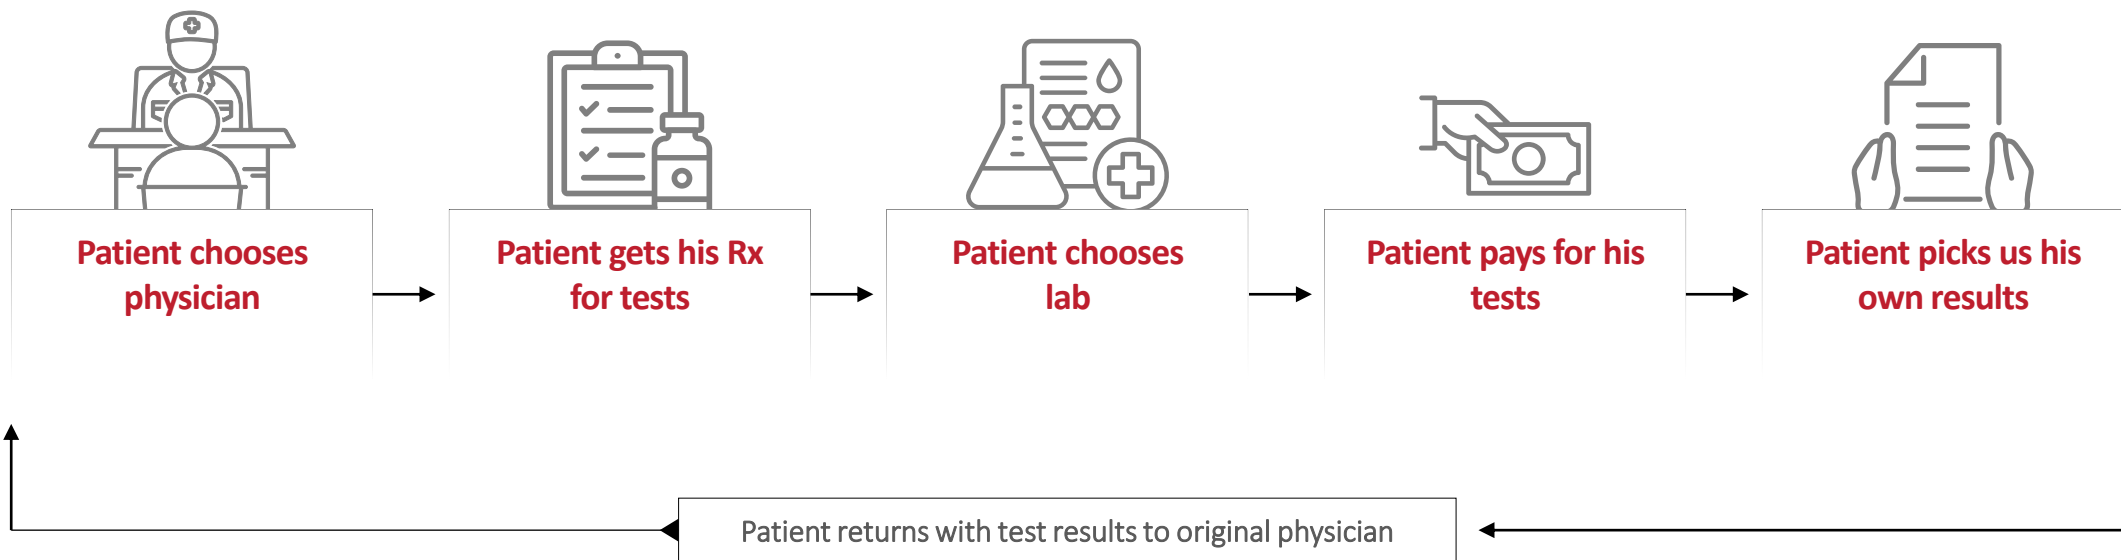 Patient chooses
physician
Patient gets his Rx
for tests
Patient chooses
lab
Patient pays for his
tests
Patient picks us his
own results
Patient returns with test results to original physician